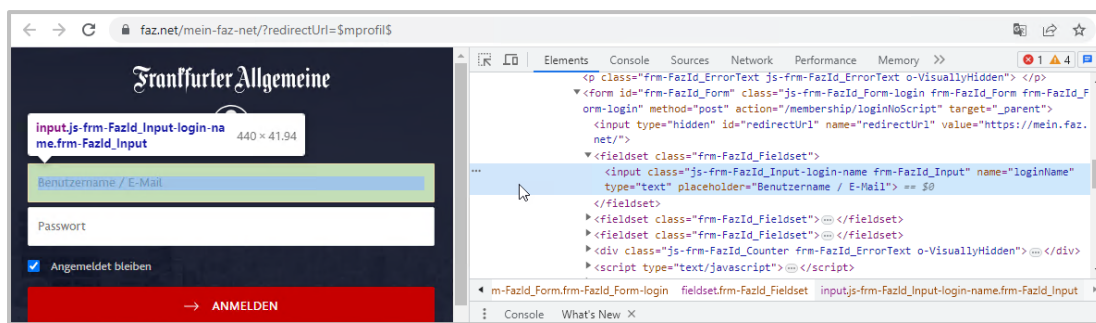 faz.net/mein-faz-net/?redirectUrl=$mprofil$
Frankfurter Allgemeine
input.js-frm-FazId_Input-login-na
me.frm-FazId_Input
440 × 41.94
Benutzername / E-Mail
Passwort
Angemeldet bleiben
→ ANMELDEN
Elements Console Sources Network Performance Memory 1 4
<p class="frm-FazId_ErrorText js-frm-FazId_ErrorText o-VisuallyHidden"> </p>
▼<form id="frm-FazId_Form" class="js-frm-FazId_Form-login frm-FazId_Form frm-FazId_F
orm-login" method="post" action="/membership/loginNoScript" target="_parent">
<input type="hidden" id="redirectUrl" name="redirectUrl" value="https://mein.faz.
net/">
▼<fieldset class="frm-FazId_Fieldset">
... <input class="js-frm-FazId_Input-login-name frm-FazId_Input" name="loginName"
type="text" placeholder="Benutzername / E-Mail"> == $0
</fieldset>
▶<fieldset class="frm-FazId_Fieldset">…</fieldset>
▶<fieldset class="frm-FazId_Fieldset">…</fieldset>
▶<div class="js-frm-FazId_Counter frm-FazId_ErrorText o-VisuallyHidden">…</div>
▶<script type="text/javascript">…</script>
m-FazId_Form.frm-FazId_Form-login fieldset.frm-FazId_Fieldset input.js-frm-FazId_Input-login-name.frm-FazId_Input
Console What's New ×